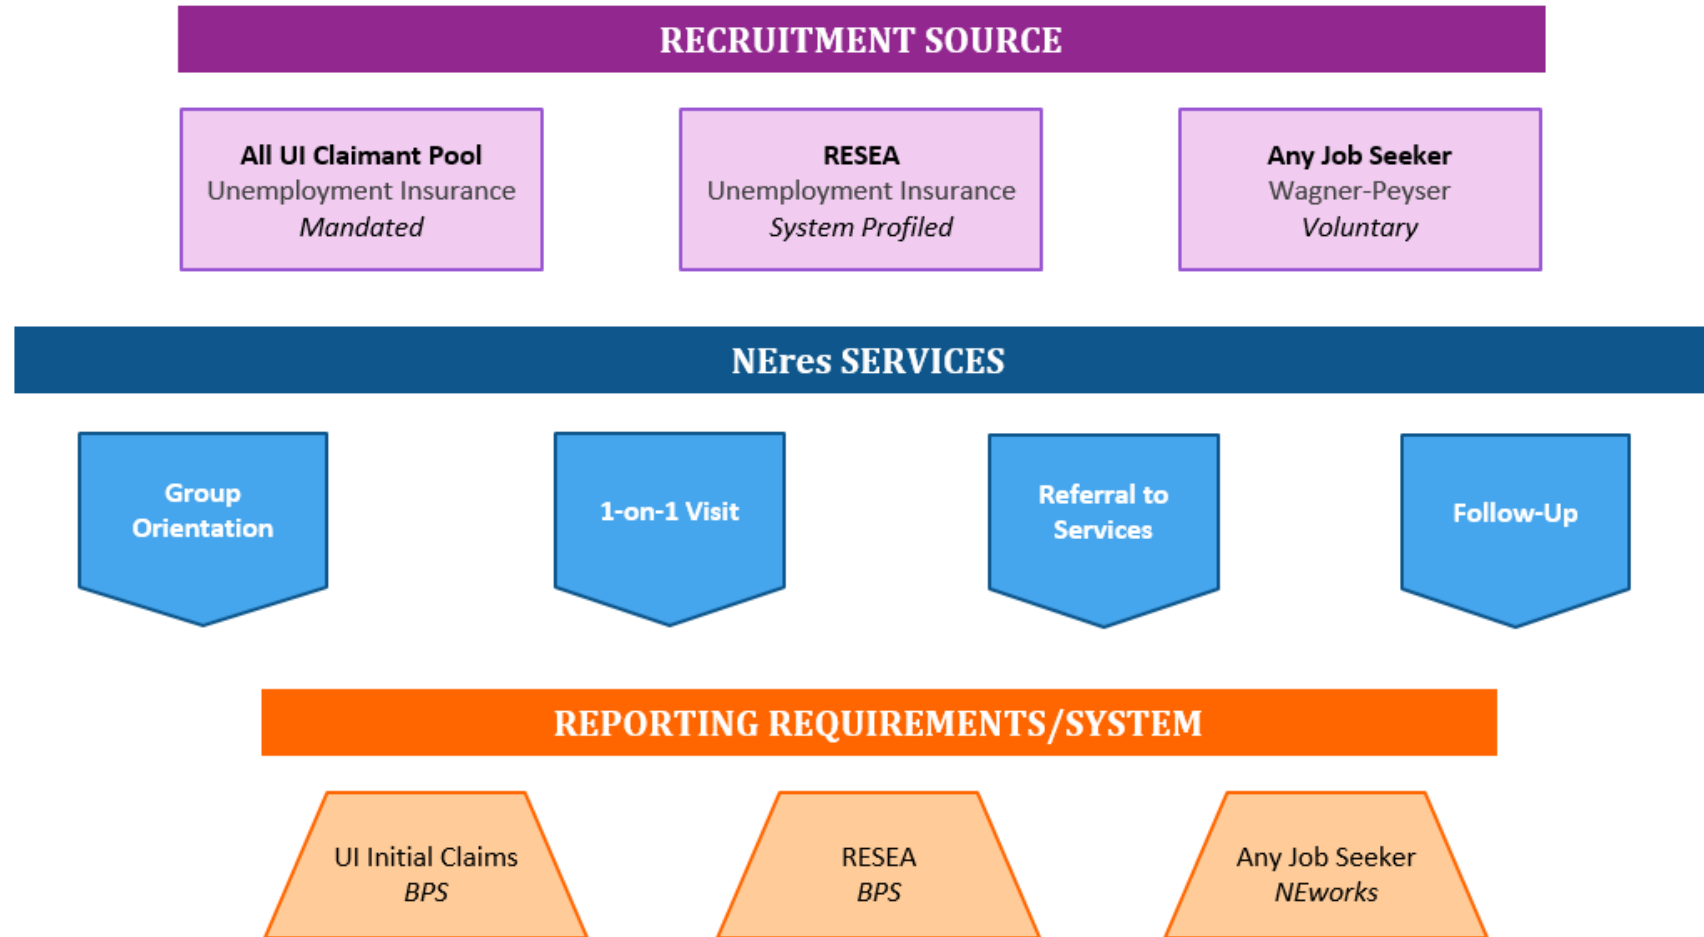 RECRUITMENT SOURCE
All UI Claimant Pool
Unemployment Insurance
Mandated
RESEA
Unemployment Insurance
System Profiled
Any Job Seeker
Wagner-Peyser
Voluntary
NEres SERVICES
Group
Orientation
1-on-1 Visit
Referral to
Services
Follow-Up
REPORTING REQUIREMENTS/SYSTEM
UI Initial Claims
BPS
RESEA
BPS
Any Job Seeker
NEworks